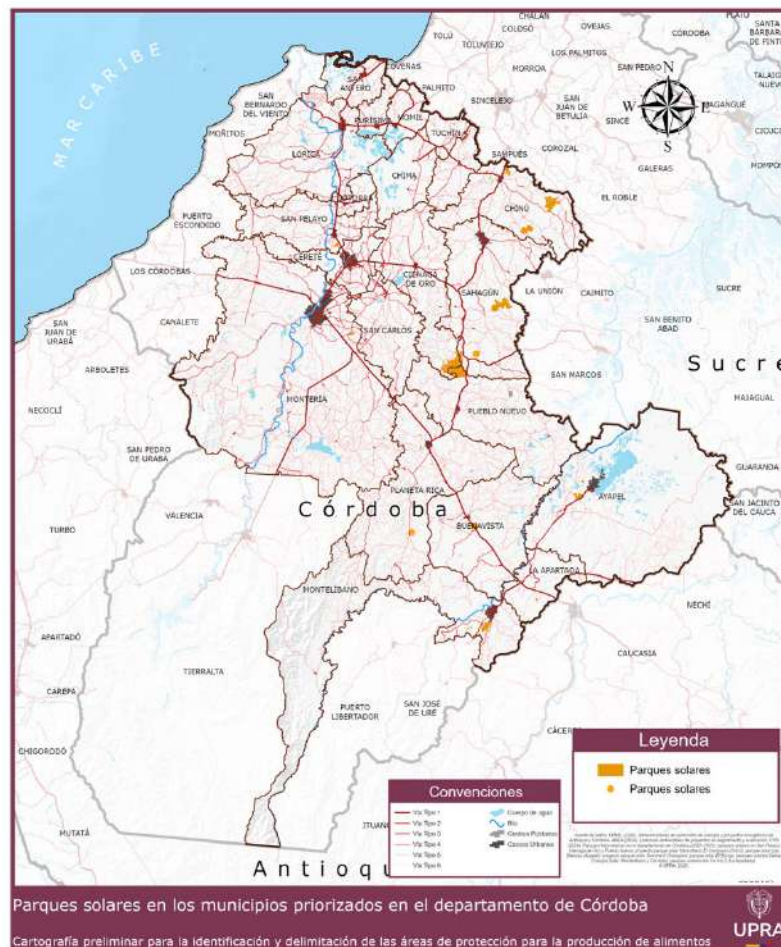 CHALAN
COLOSÓ
OVEJAS
PLATO
SANTA
BÁRBARA
DE PINTO
TOLÚ
TOLUVIEJO
CÓRDOBA
LOS PALMITOS
MAR CARIBE
COVEÑAS
MORROA
SAN PEDRO
SAN
ANTERO
PALMITO
SINCELEJO
SAN
JUAN DE
BETULIA
N
W
E
S
MAGANGUÉ
SINCÉ
SAN
BERNARDO
DEL VIENTO
MOÑITOS
PURÍSIMA
MOMIL
TUCHÍN
SAMPUÉS
COROZAL
GALERAS
LORICA
CHIMA
EL ROBLE
CHINÚ
PUERTO
ESCONDIDO
SAN PELAYO
COTORRA
LOS CÓRDOBAS
CERETÉ
CIÉNAGA
DE ORO
SAHAGÚN
LA UNIÓN
CAIMITO
SUCRE
SAN BENITO
ABAD
SAN
JUAN DE
URABÁ
CANALETE
SAN CARLOS
ARBOLETES
SAN MARCOS
Sucre
MAJAGUAL
NECOCLÍ
MONTERÍA
PUEBLO NUEVO
SAN PEDRO
DE URABA
GUARANDA
PLANETA RICA
AYAPEL
SAN JACINTO
DEL CAUCA
TURBO
VALENCIA
Córdoba
BUENAVISTA
LA APARTADA
MONTELÍBANO
NECHÍ
APARTADÓ
TIERRALTA
CAUCASIA
CAREPA
PUERTO
LIBERTADOR
SAN JOSÉ
DE URÉ
CÁCERES
CHIGORODÓ
Leyenda
Parques solares
Parques solares
Convenciones
Vía Tipo 1
Vía Tipo 2
Vía Tipo 3
Vía Tipo 4
Vía Tipo 5
Vía Tipo 6
Cuerpo de agua
Río
Centros Poblados
Cascos Urbanos
MUTATÁ
ITUANGO
Antioqu
Parques solares en los municipios priorizados en el departamento de Córdoba
UPRA
Cartografía preliminar para la identificación y delimitación de las áreas de protección para la producción de alimentos